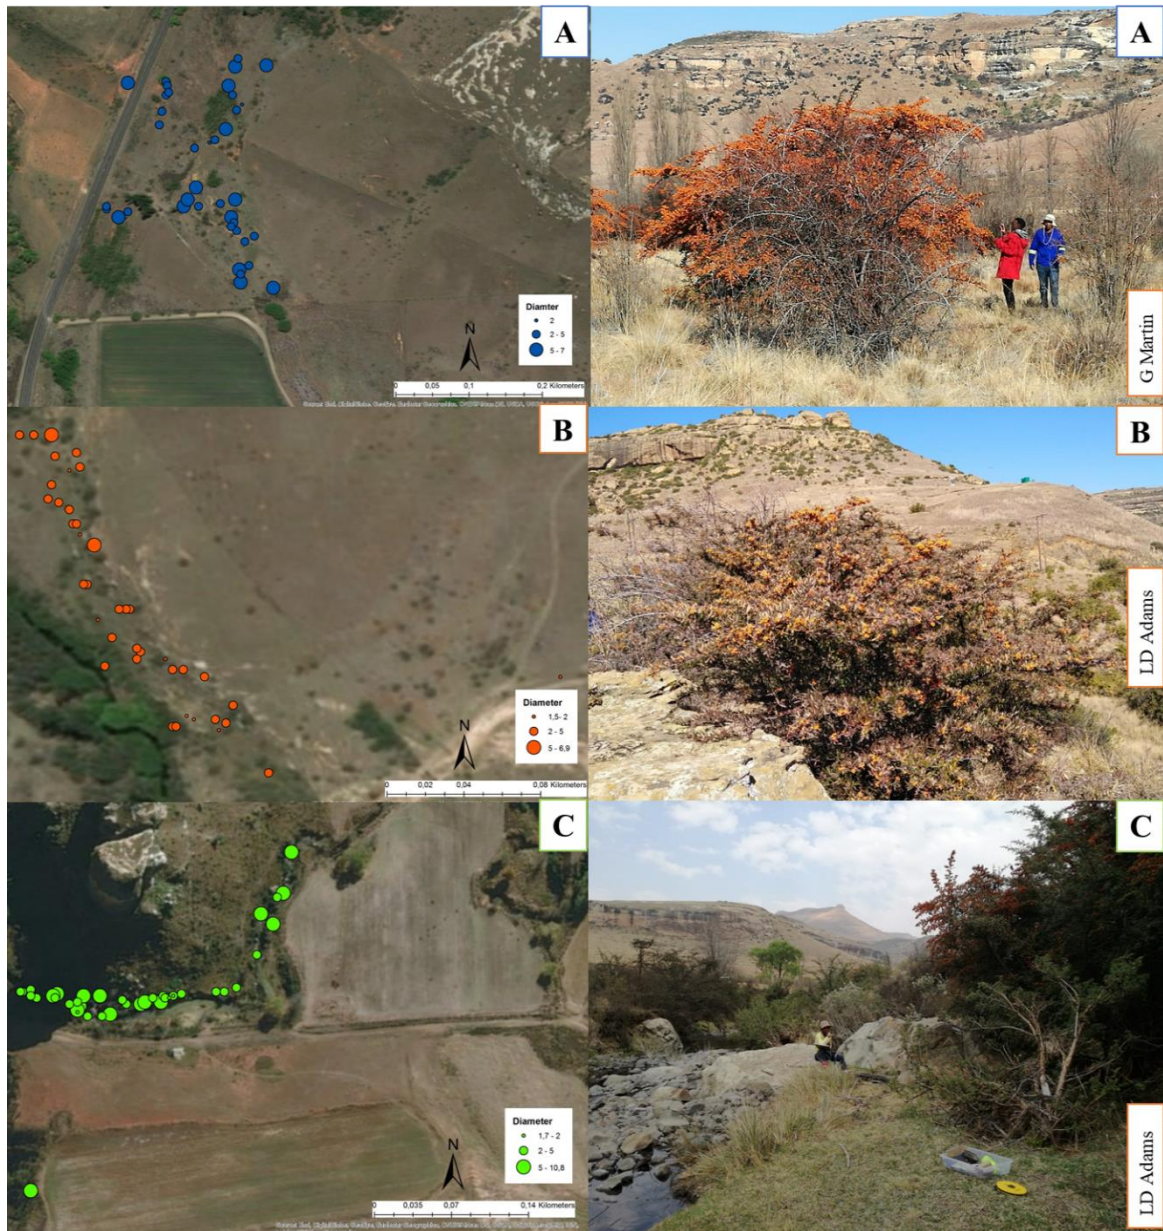 A
Diamter
2
2 - 5
5 - 7
N
0,05 0,1 0,2 Kilometers
A
G Martin
B
Diameter
1,5- 2
2 - 5
5 - 6,9
N
0,02 0,04 0,08 Kilometers
B
LD Adams
C
Diameter
1,7 - 2
2 - 5
5 - 10,8
N
0 0,035 0,07 0,14 Kilometers
C
LD Adams